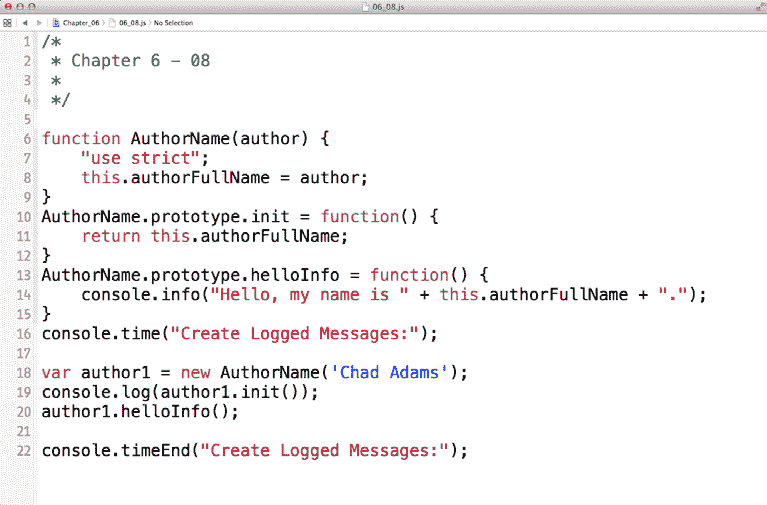 06_08.js
Chapter_06 › 06_08.js › No Selection
1 /*
2 * Chapter 6 – 08
3 *
4 */
5
6 function AuthorName(author) {
7 "use strict";
8 this.authorFullName = author;
9 }
10 AuthorName.prototype.init = function() {
11 return this.authorFullName;
12 }
13 AuthorName.prototype.helloInfo = function() {
14 console.info("Hello, my name is " + this.authorFullName + ".");
15 }
16 console.time("Create Logged Messages:");
17
18 var author1 = new AuthorName('Chad Adams');
19 console.log(author1.init());
20 author1.helloInfo();
21
22 console.timeEnd("Create Logged Messages:");